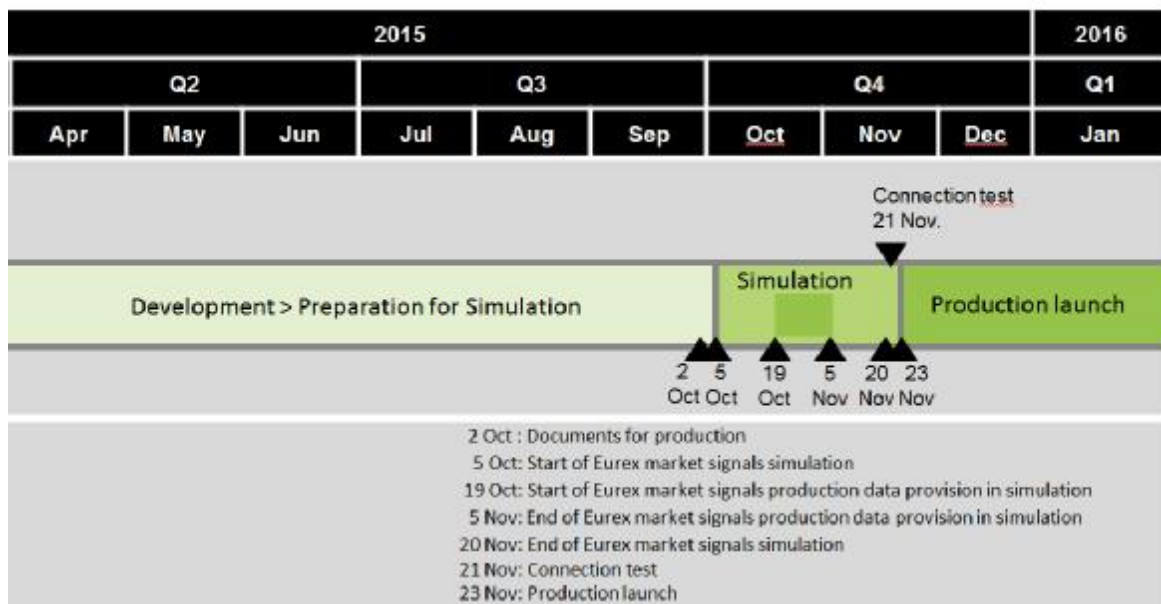 2015 2016
Q2 Q3 Q4 Q1
Apr May Jun Jul Aug Sep Oct Nov Dec Jan
Connection test
21 Nov.
Development > Preparation for Simulation
Simulation
Production launch
2 5 19 5 20 23
Oct Oct Oct Nov Nov Nov
2 Oct : Documents for production
5 Oct: Start of Eurex market signals simulation
19 Oct: Start of Eurex market signals production data provision in simulation
5 Nov: End of Eurex market signals production data provision in simulation
20 Nov: End of Eurex market signals simulation
21 Nov: Connection test
23 Nov: Production launch